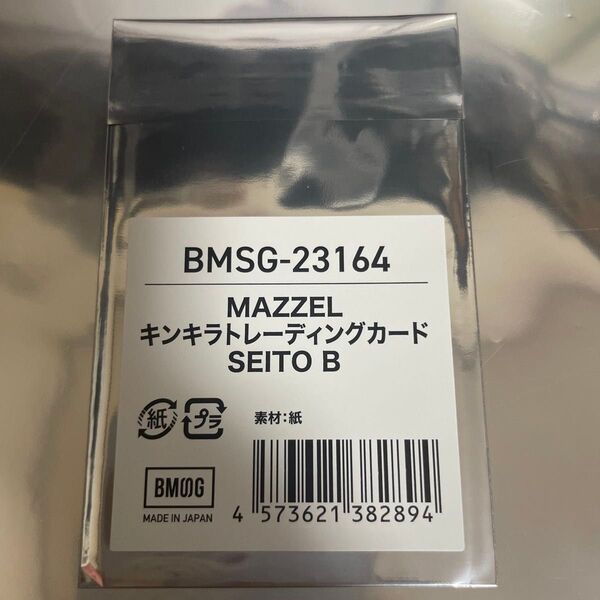 BMSG-23164
MAZZEL
キンキラトレーディングカード
SEITO B
紙 プラ 素材：紙
BMSG
MADE IN JAPAN
4 573621 382894